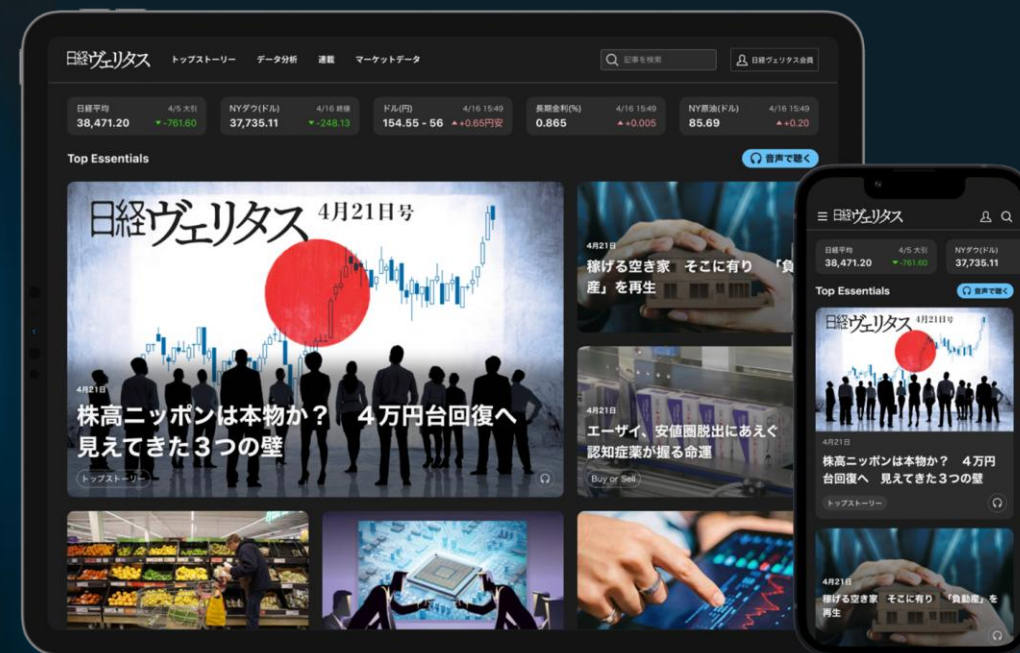 日経ヴェリタス
トップストーリー データ分析 連載 マーケットデータ
記事を検索
日経ヴェリタス会員
日経平均 4/5 大引
38,471.20 ▼-761.60
NYダウ(ドル) 4/16 終値
37,735.11 ▼-248.13
ドル(円) 4/16 15:49
154.55 - 56 ▲+0.65円安
長期金利(%) 4/16 15:49
0.865 ▲+0.005
NY原油(ドル) 4/16 15:49
85.69 ▲+0.20
Top Essentials
音声で聴く
日経ヴェリタス 4月21日号
4月21日
株高ニッポンは本物か? 4万円台回復へ
見えてきた3つの壁
トップストーリー
4月21日
稼げる空き家 そこに有り 「負
産」を再生
4月21日
エーザイ、安値圏脱出にあえぐ
認知症薬が握る命運
Buy or Sell
日経ヴェリタス
日経平均 4/5 大引
38,471.20 ▼-761.60
NYダウ(ドル)
37,735.11
Top Essentials
音声で聴く
日経ヴェリタス 4月21日号
4月21日
株高ニッポンは本物か? 4万円
台回復へ 見えてきた3つの壁
トップストーリー
4月21日
稼げる空き家 そこに有り 「負動産」を
再生